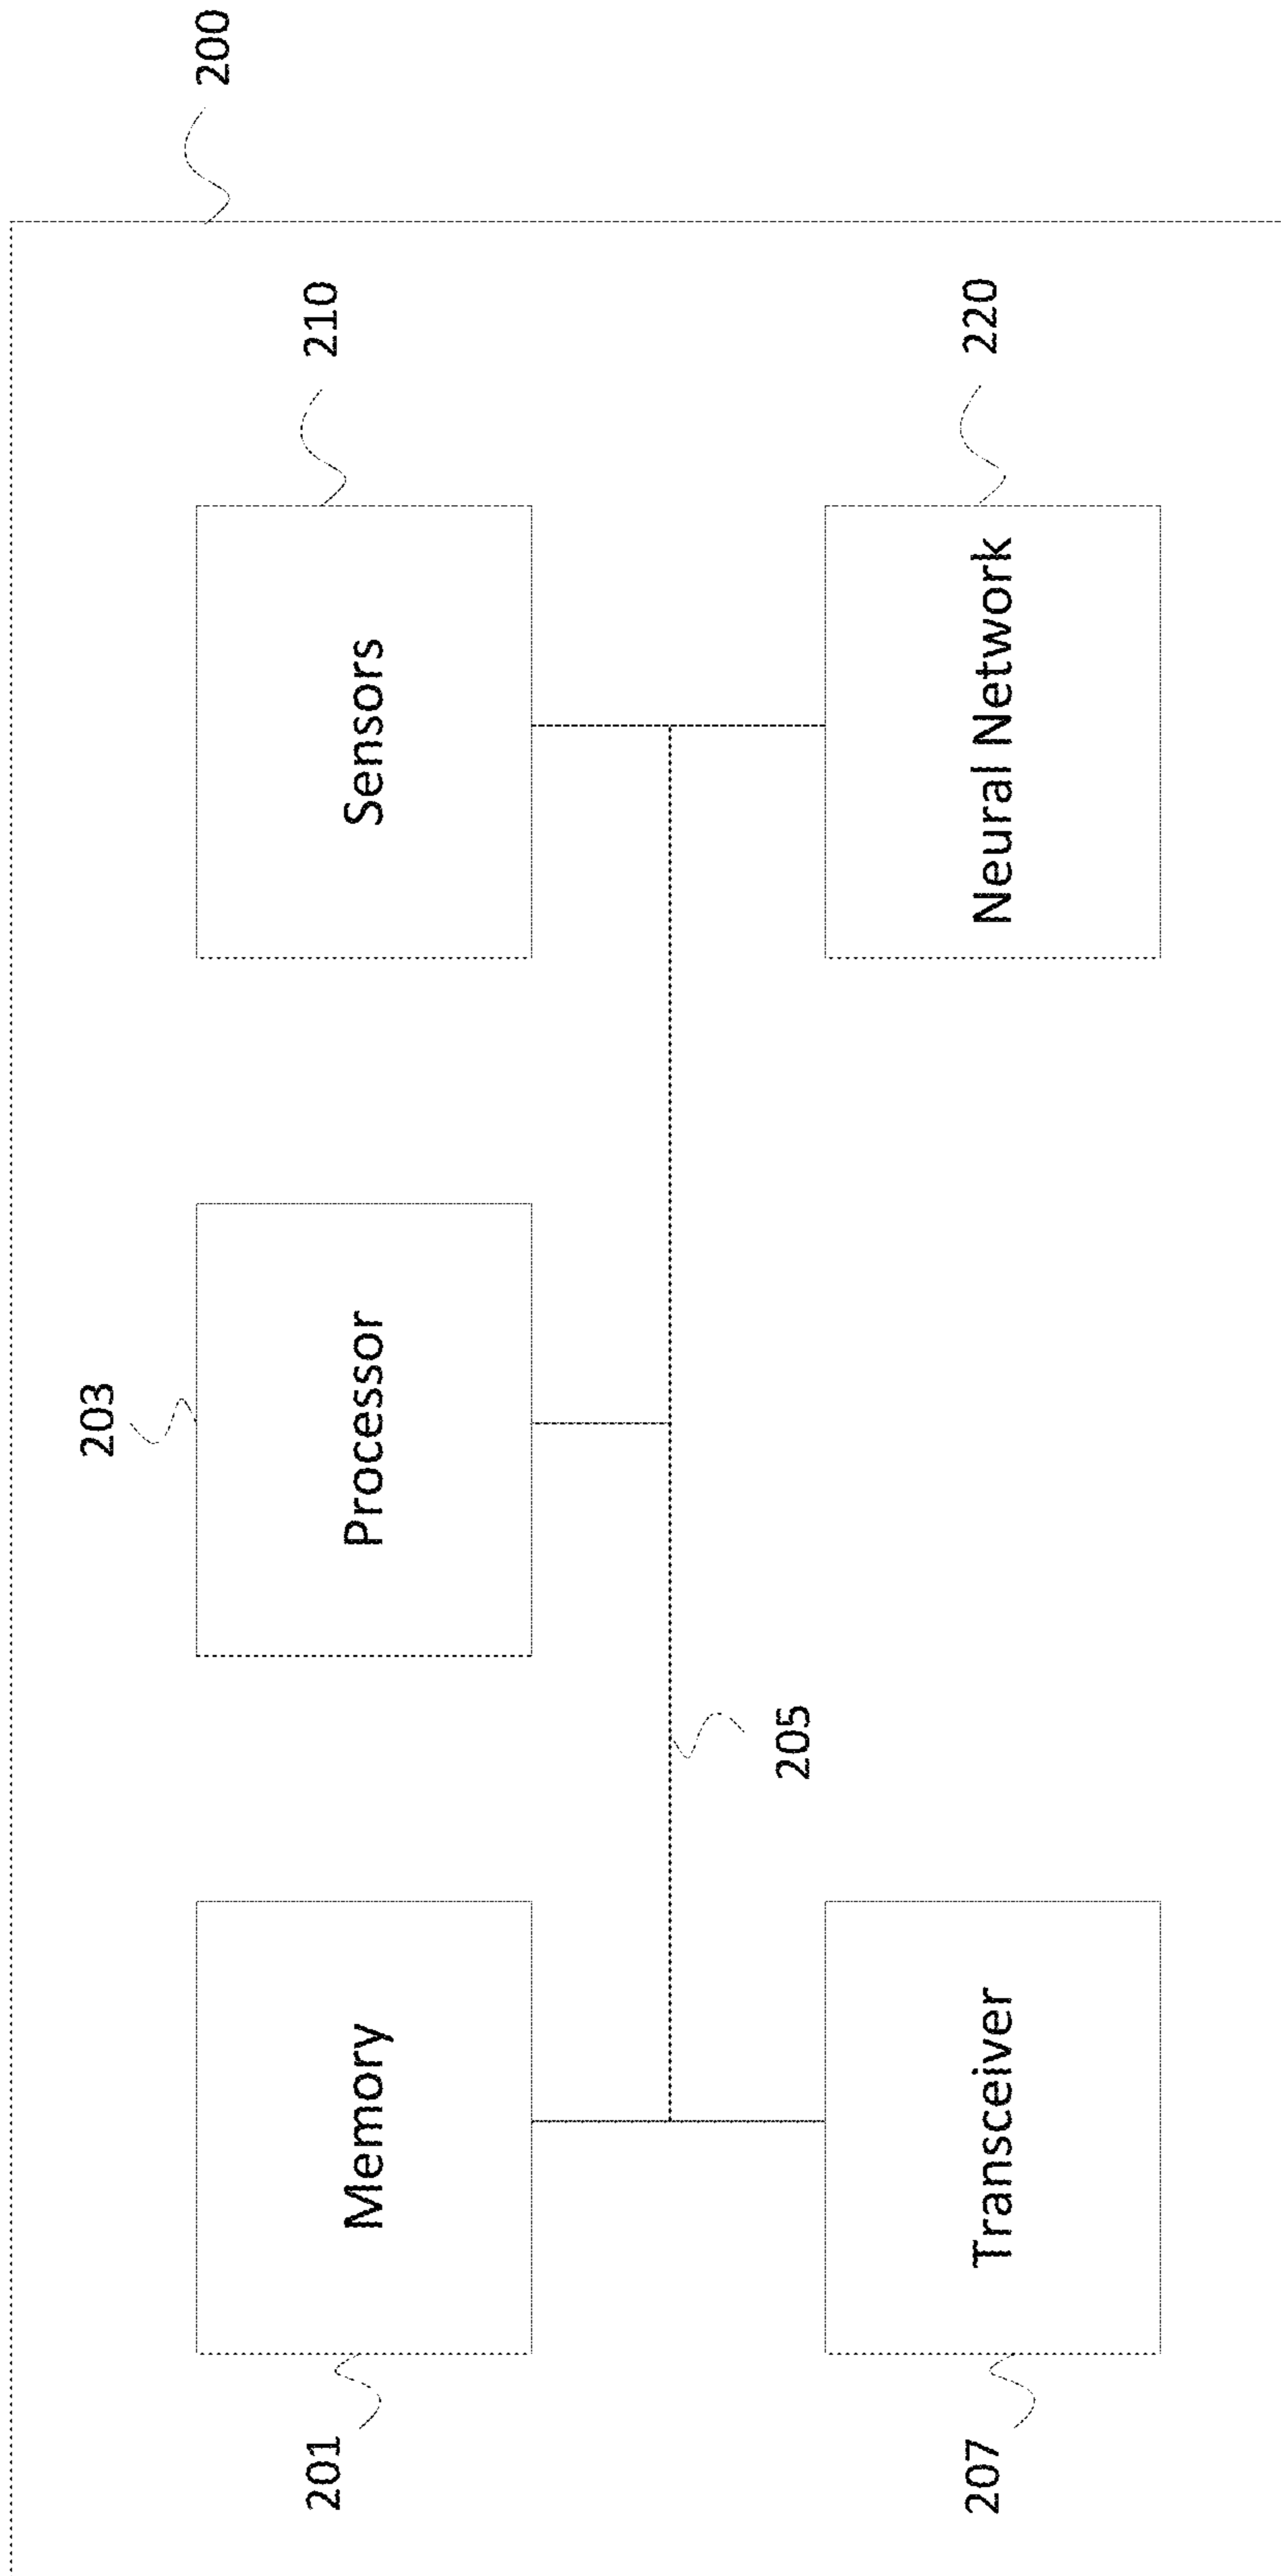 200
203
210
201
Memory
Processor
Sensors
205
207
Transceiver
Neural Network
220